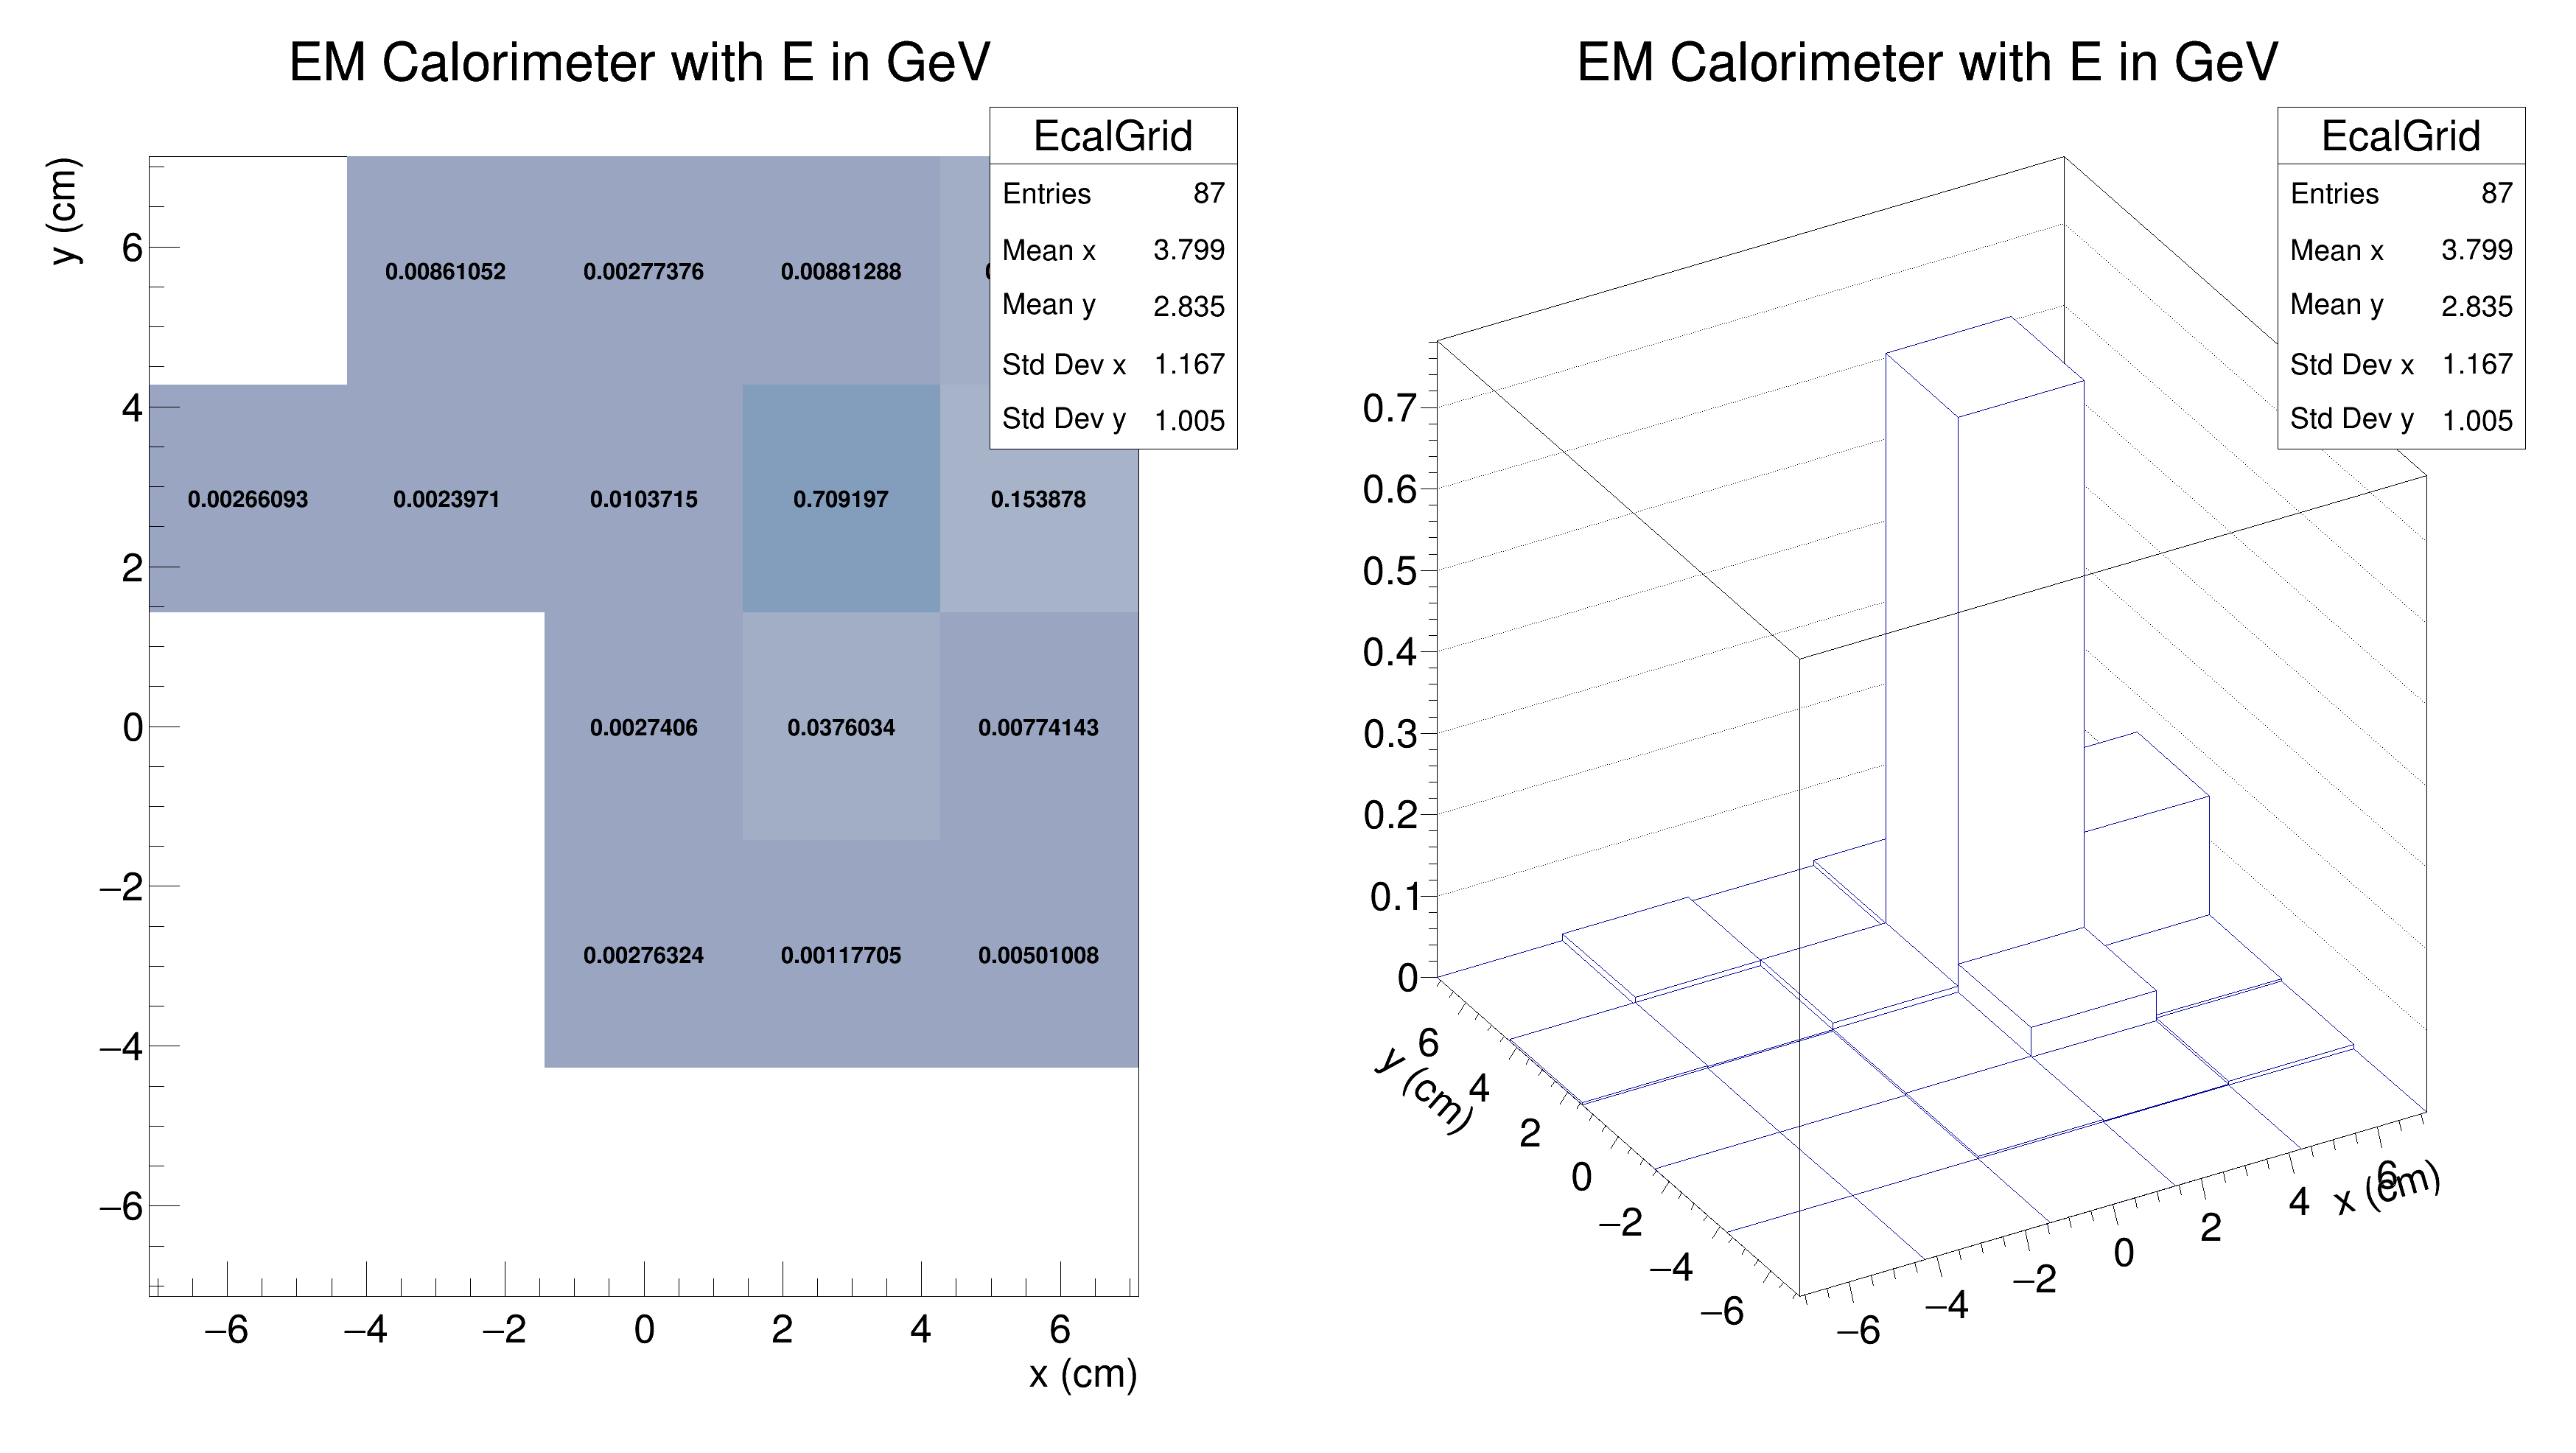 EM Calorimeter with E in GeV
EcalGrid
Entries 87
Mean x 3.799
Mean y 2.835
Std Dev x 1.167
Std Dev y 1.005
y (cm)
6
4
2
0
−2
−4
−6
0.00861052 0.00277376 0.00881288
0.00266093 0.0023971 0.0103715 0.709197 0.153878
0.0027406 0.0376034 0.00774143
0.00276324 0.00117705 0.00501008
−6 −4 −2 0 2 4 6
x (cm)
EM Calorimeter with E in GeV
EcalGrid
Entries 87
Mean x 3.799
Mean y 2.835
Std Dev x 1.167
Std Dev y 1.005
0.7
0.6
0.5
0.4
0.3
0.2
0.1
0
6
4
2
0
−2
−4
−6
y (cm)
−6 −4 −2 0 2 4 6
x (cm)